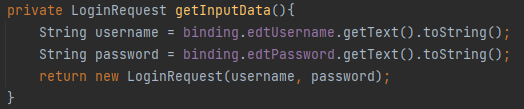 private LoginRequest getInputData(){
    String username = binding.edtUsername.getText().toString();
    String password = binding.edtPassword.getText().toString();
    return new LoginRequest(username, password);
}